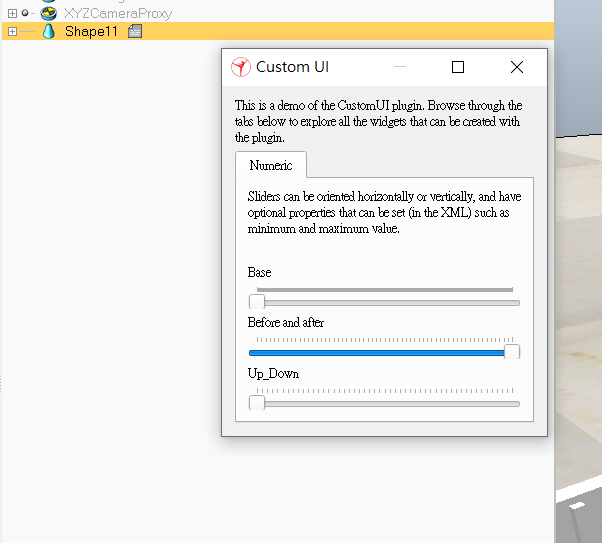 XYZCameraProxy
Shape11
Custom UI
This is a demo of the CustomUI plugin. Browse through the
tabs below to explore all the widgets that can be created with
the plugin.
Numeric
Sliders can be oriented horizontally or vertically, and have
optional properties that can be set (in the XML) such as
minimum and maximum value.
Base
Before and after
Up_Down